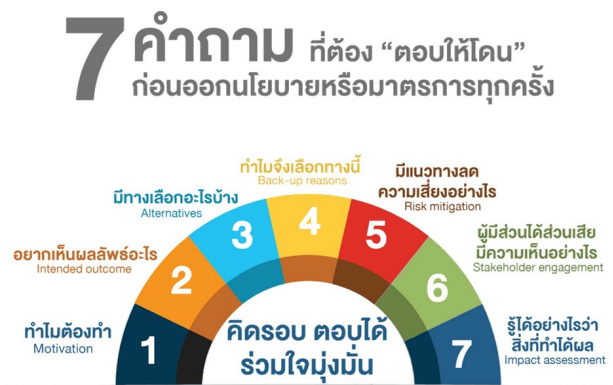 7 คำถาม ที่ต้อง “ตอบให้โดน”
ก่อนออกนโยบายหรือมาตรการทุกครั้ง
1
ทำไมต้องทำ
Motivation
2
อยากเห็นผลลัพธ์อะไร
Intended outcome
3
มีทางเลือกอะไรบ้าง
Alternatives
4
ทำไมจึงเลือกทางนี้
Back-up reasons
5
มีแนวทางลด
ความเสี่ยงอย่างไร
Risk mitigation
6
ผู้มีส่วนได้ส่วนเสีย
มีความเห็นอย่างไร
Stakeholder engagement
7
รู้ได้อย่างไรว่า
สิ่งที่ทำได้ผล
Impact assessment
คิดรอบ ตอบได้
ร่วมใจมุ่งมั่น